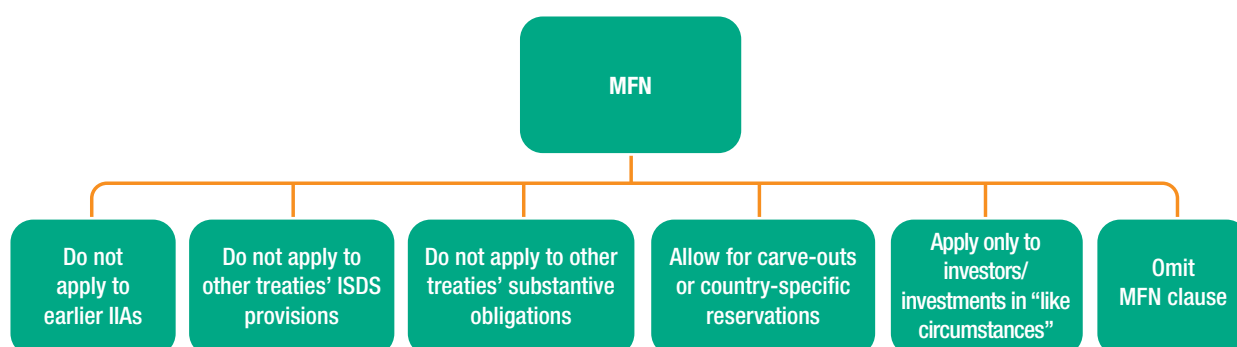 MFN
Do not
apply to
earlier IIAs
Do not apply to
other treaties' ISDS
provisions
Do not apply to other
treaties' substantive
obligations
Allow for carve-outs
or country-specific
reservations
Apply only to
investors/
investments in “like
circumstances”
Omit
MFN clause